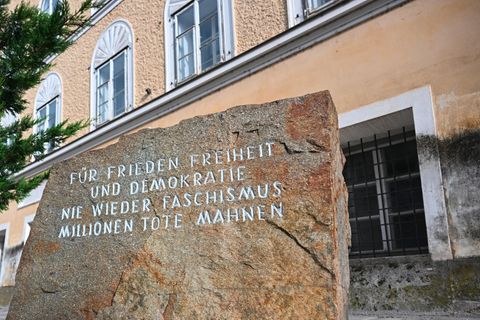 FÜR FRIEDEN FREIHEIT
UND DEMOKRATIE
NIE WIEDER FASCHISMUS
MILLIONEN TOTE MAHNEN